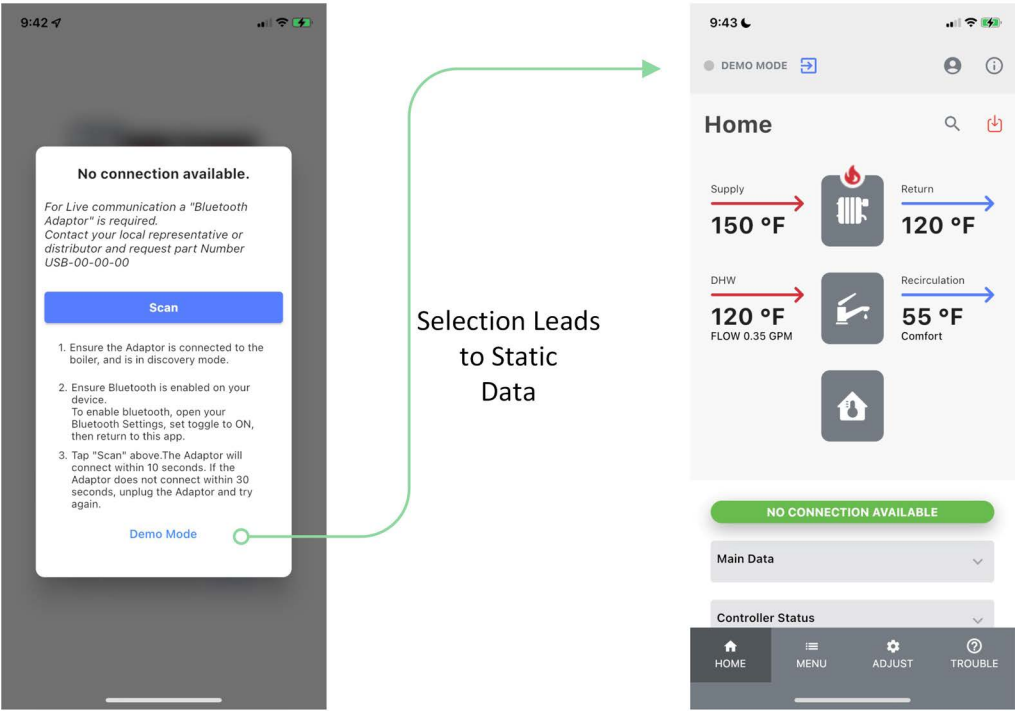 9:42
No connection available.
For Live communication a "Bluetooth
Adaptor" is required.
Contact your local representative or
distributor and request part Number
USB-00-00-00
Scan
1. Ensure the Adaptor is connected to the
boiler, and is in discovery mode.
2. Ensure Bluetooth is enabled on your
device.
To enable bluetooth, open your
Bluetooth Settings, set toggle to ON,
then return to this app.
3. Tap "Scan" above.The Adaptor will
connect within 10 seconds. If the
Adaptor does not connect within 30
seconds, unplug the Adaptor and try
again.
Demo Mode
Selection Leads
to Static
Data
9:43
DEMO MODE
Home
Supply
150 °F
Return
120 °F
DHW
120 °F
FLOW 0.35 GPM
Recirculation
55 °F
Comfort
NO CONNECTION AVAILABLE
Main Data
Controller Status
HOME
MENU
ADJUST
TROUBLE